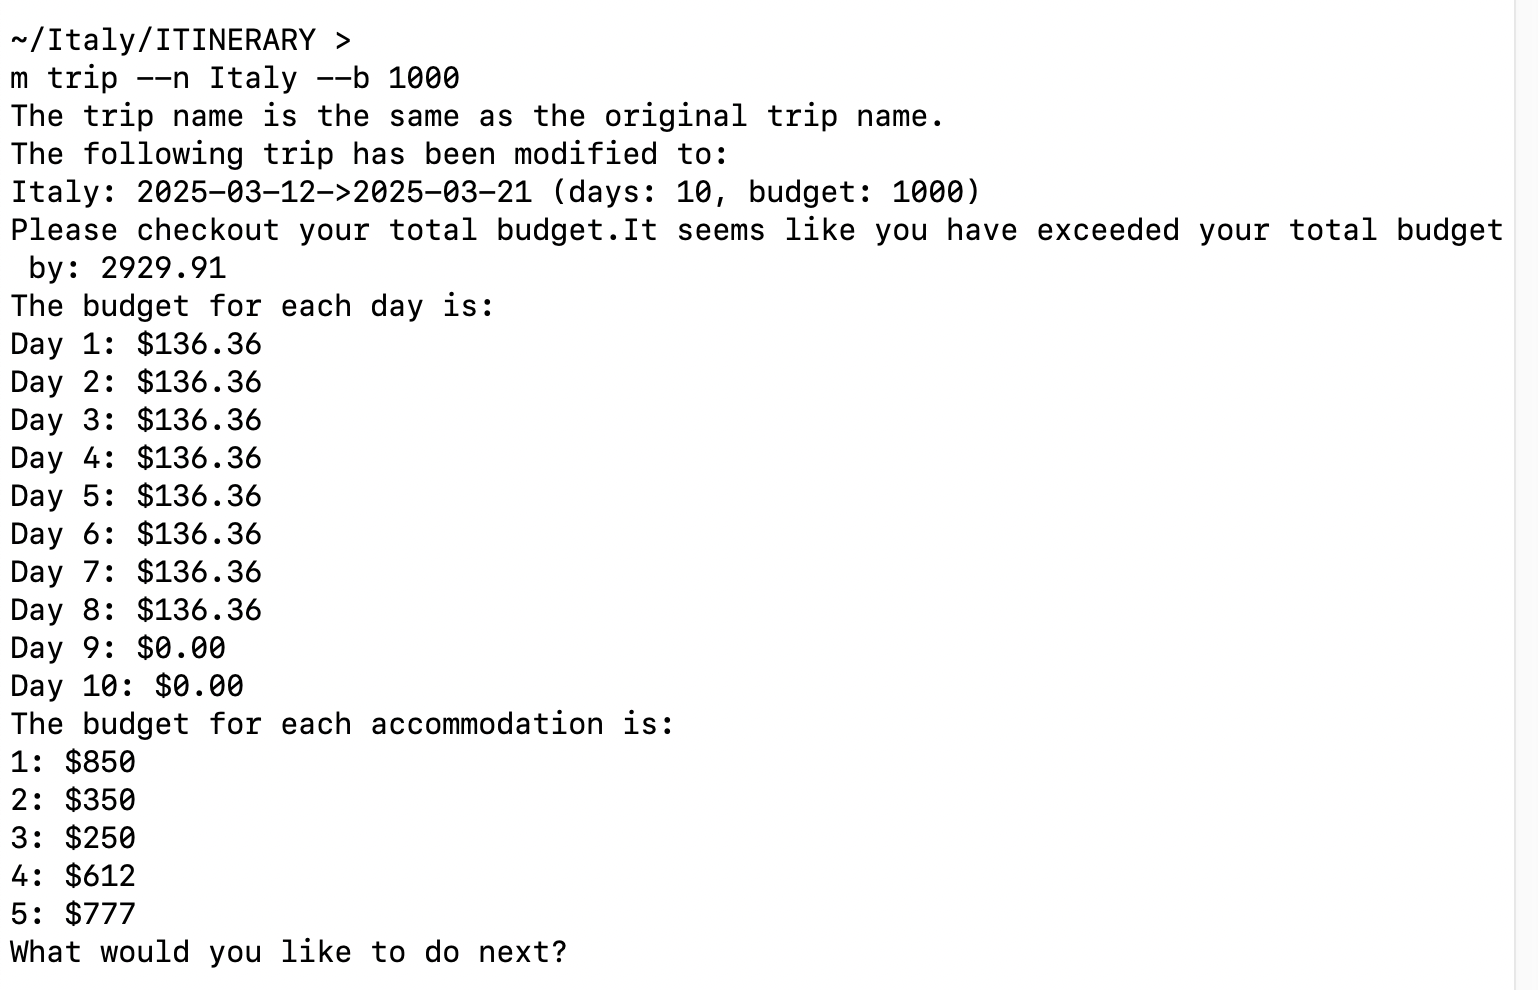 ~/Italy/ITINERARY >
m trip --n Italy --b 1000
The trip name is the same as the original trip name.
The following trip has been modified to:
Italy: 2025-03-12->2025-03-21 (days: 10, budget: 1000)
Please checkout your total budget.It seems like you have exceeded your total budget
 by: 2929.91
The budget for each day is:
Day 1: $136.36
Day 2: $136.36
Day 3: $136.36
Day 4: $136.36
Day 5: $136.36
Day 6: $136.36
Day 7: $136.36
Day 8: $136.36
Day 9: $0.00
Day 10: $0.00
The budget for each accommodation is:
1: $850
2: $350
3: $250
4: $612
5: $777
What would you like to do next?